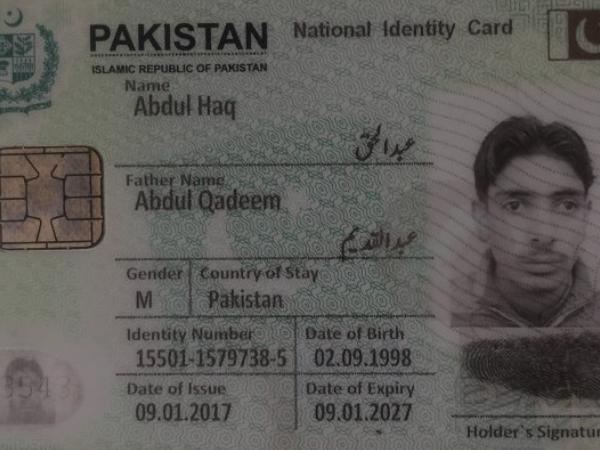 PAKISTAN National Identity Card
ISLAMIC REPUBLIC OF PAKISTAN
Name
Abdul Haq
عبدالحق
Father Name
Abdul Qadeem
عبدالقدیم
Gender Country of Stay
M Pakistan
Identity Number Date of Birth
15501-1579738-5 02.09.1998
Date of Issue Date of Expiry
09.01.2017 09.01.2027
Holder`s Signatur